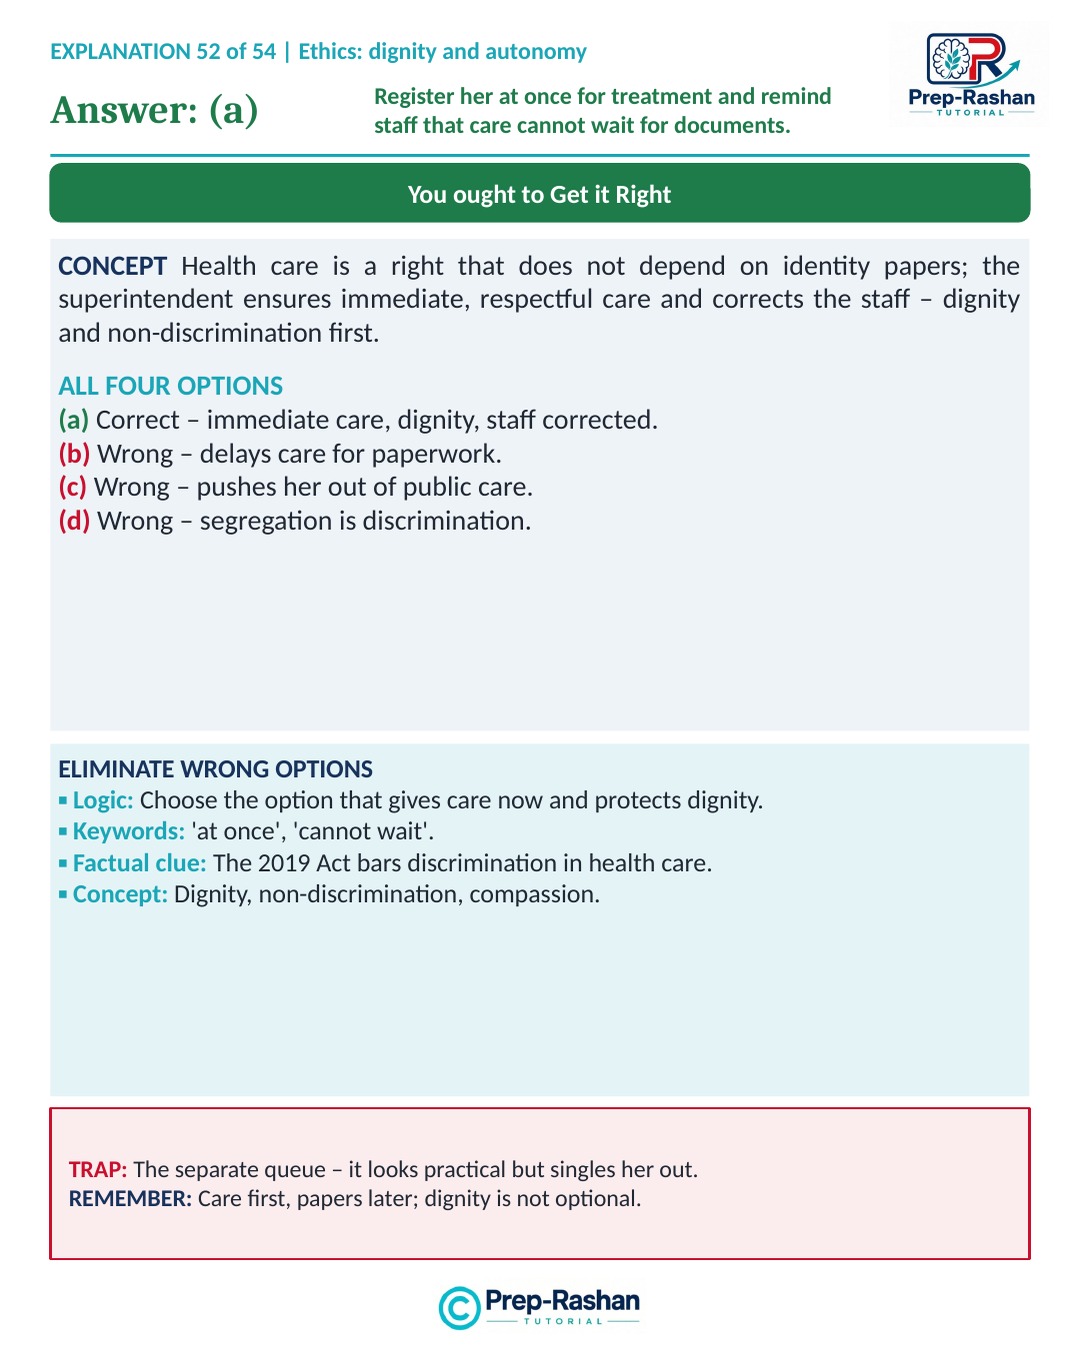 EXPLANATION 52 of 54 | Ethics: dignity and autonomy
Answer: (a)
Register her at once for treatment and remind
staff that care cannot wait for documents.
R
Prep-Rashan
TUTORIAL
You ought to Get it Right
CONCEPT Health care is a right that does not depend on identity papers; the
superintendent ensures immediate, respectful care and corrects the staff – dignity
and non-discrimination first.
ALL FOUR OPTIONS
(a) Correct – immediate care, dignity, staff corrected.
(b) Wrong – delays care for paperwork.
(c) Wrong – pushes her out of public care.
(d) Wrong – segregation is discrimination.
ELIMINATE WRONG OPTIONS
▪ Logic: Choose the option that gives care now and protects dignity.
▪ Keywords: 'at once', 'cannot wait'.
▪ Factual clue: The 2019 Act bars discrimination in health care.
▪ Concept: Dignity, non-discrimination, compassion.
TRAP: The separate queue – it looks practical but singles her out.
REMEMBER: Care first, papers later; dignity is not optional.
© Prep-Rashan
TUTORIAL